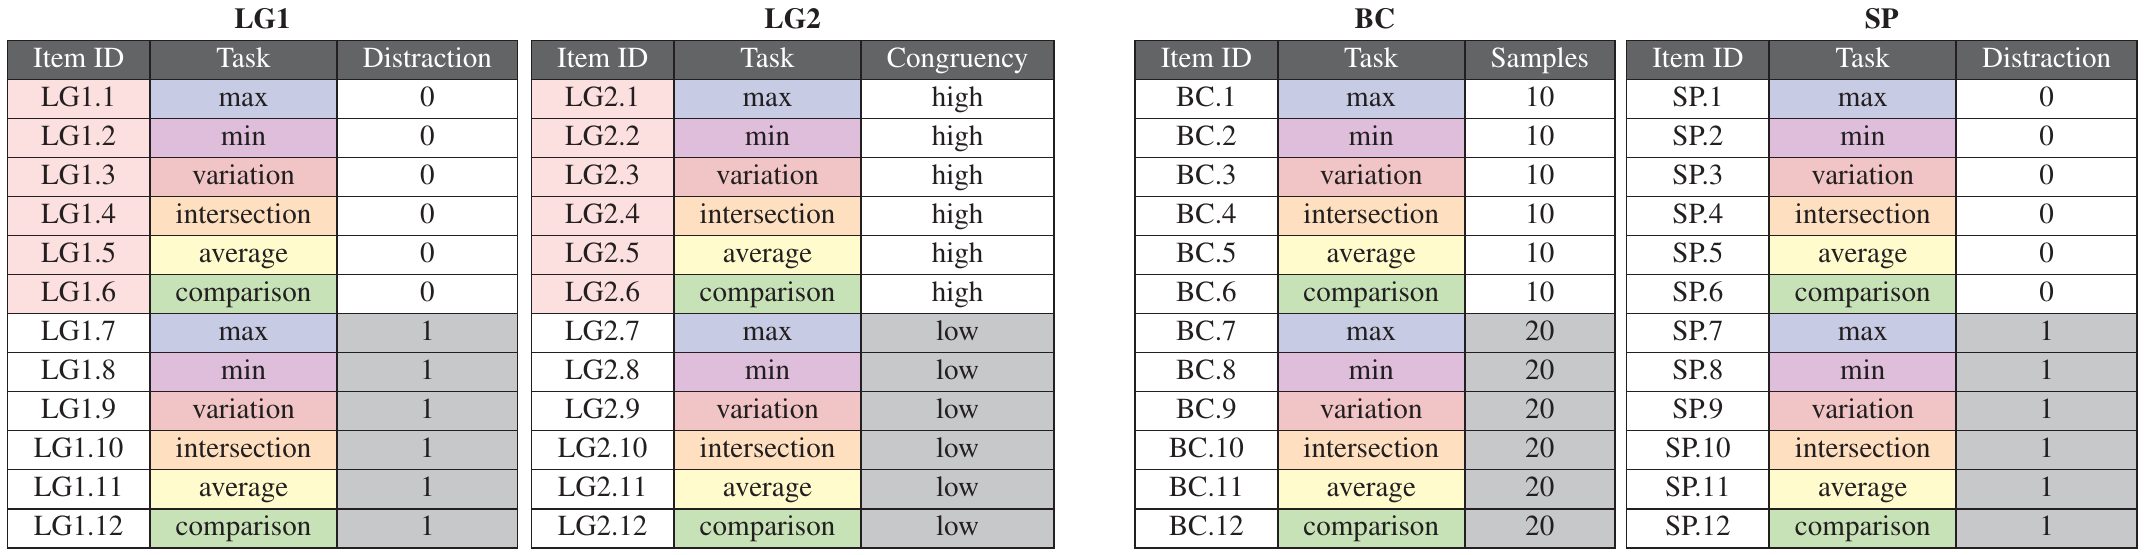 LG1 LG2 BC SP
Item ID Task Distraction Item ID Task Congruency Item ID Task Samples Item ID Task Distraction
LG1.1 max 0 LG2.1 max high BC.1 max 10 SP.1 max 0
LG1.2 min 0 LG2.2 min high BC.2 min 10 SP.2 min 0
LG1.3 variation 0 LG2.3 variation high BC.3 variation 10 SP.3 variation 0
LG1.4 intersection 0 LG2.4 intersection high BC.4 intersection 10 SP.4 intersection 0
LG1.5 average 0 LG2.5 average high BC.5 average 10 SP.5 average 0
LG1.6 comparison 0 LG2.6 comparison high BC.6 comparison 10 SP.6 comparison 0
LG1.7 max 1 LG2.7 max low BC.7 max 20 SP.7 max 1
LG1.8 min 1 LG2.8 min low BC.8 min 20 SP.8 min 1
LG1.9 variation 1 LG2.9 variation low BC.9 variation 20 SP.9 variation 1
LG1.10 intersection 1 LG2.10 intersection low BC.10 intersection 20 SP.10 intersection 1
LG1.11 average 1 LG2.11 average low BC.11 average 20 SP.11 average 1
LG1.12 comparison 1 LG2.12 comparison low BC.12 comparison 20 SP.12 comparison 1